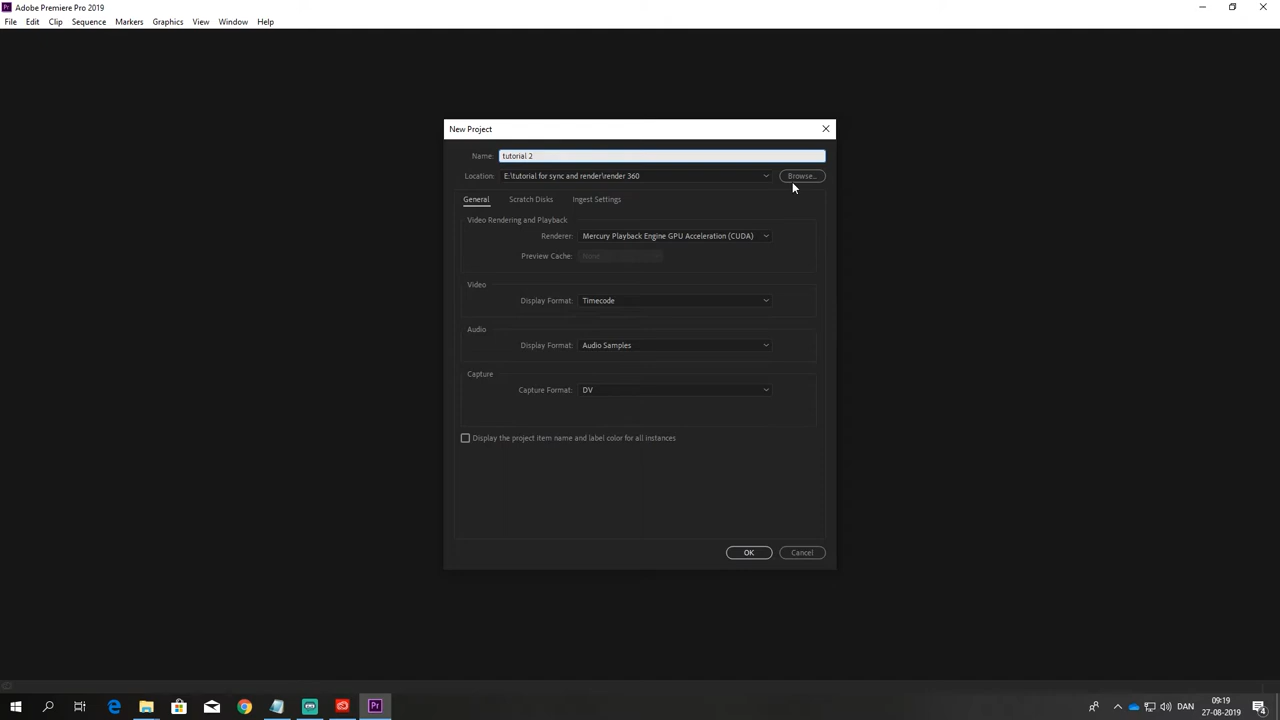 Adobe Premiere Pro 2019
File Edit Clip Sequence Markers Graphics View Window Help
New Project
Name: tutorial 2
Location: E:\tutorial for sync and render\render 360 Browse...
General Scratch Disks Ingest Settings
Video Rendering and Playback
Renderer: Mercury Playback Engine GPU Acceleration (CUDA)
Preview Cache: None
Video
Display Format: Timecode
Audio
Display Format: Audio Samples
Capture
Capture Format: DV
Display the project item name and label color for all instances
OK Cancel
Pr
DAN
09:19
27-08-2019
4